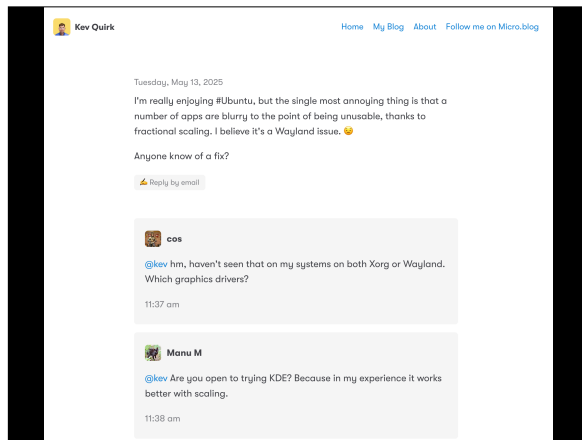 Kev Quirk
Home My Blog About Follow me on Micro.blog
Tuesday, May 13, 2025
I'm really enjoying #Ubuntu, but the single most annoying thing is that a
number of apps are blurry to the point of being unusable, thanks to
fractional scaling. I believe it's a Wayland issue. 😉
Anyone know of a fix?
✍️ Reply by email
cos
@kev hm, haven't seen that on my systems on both Xorg or Wayland.
Which graphics drivers?
11:37 am
Manu M
@kev Are you open to trying KDE? Because in my experience it works
better with scaling.
11:38 am